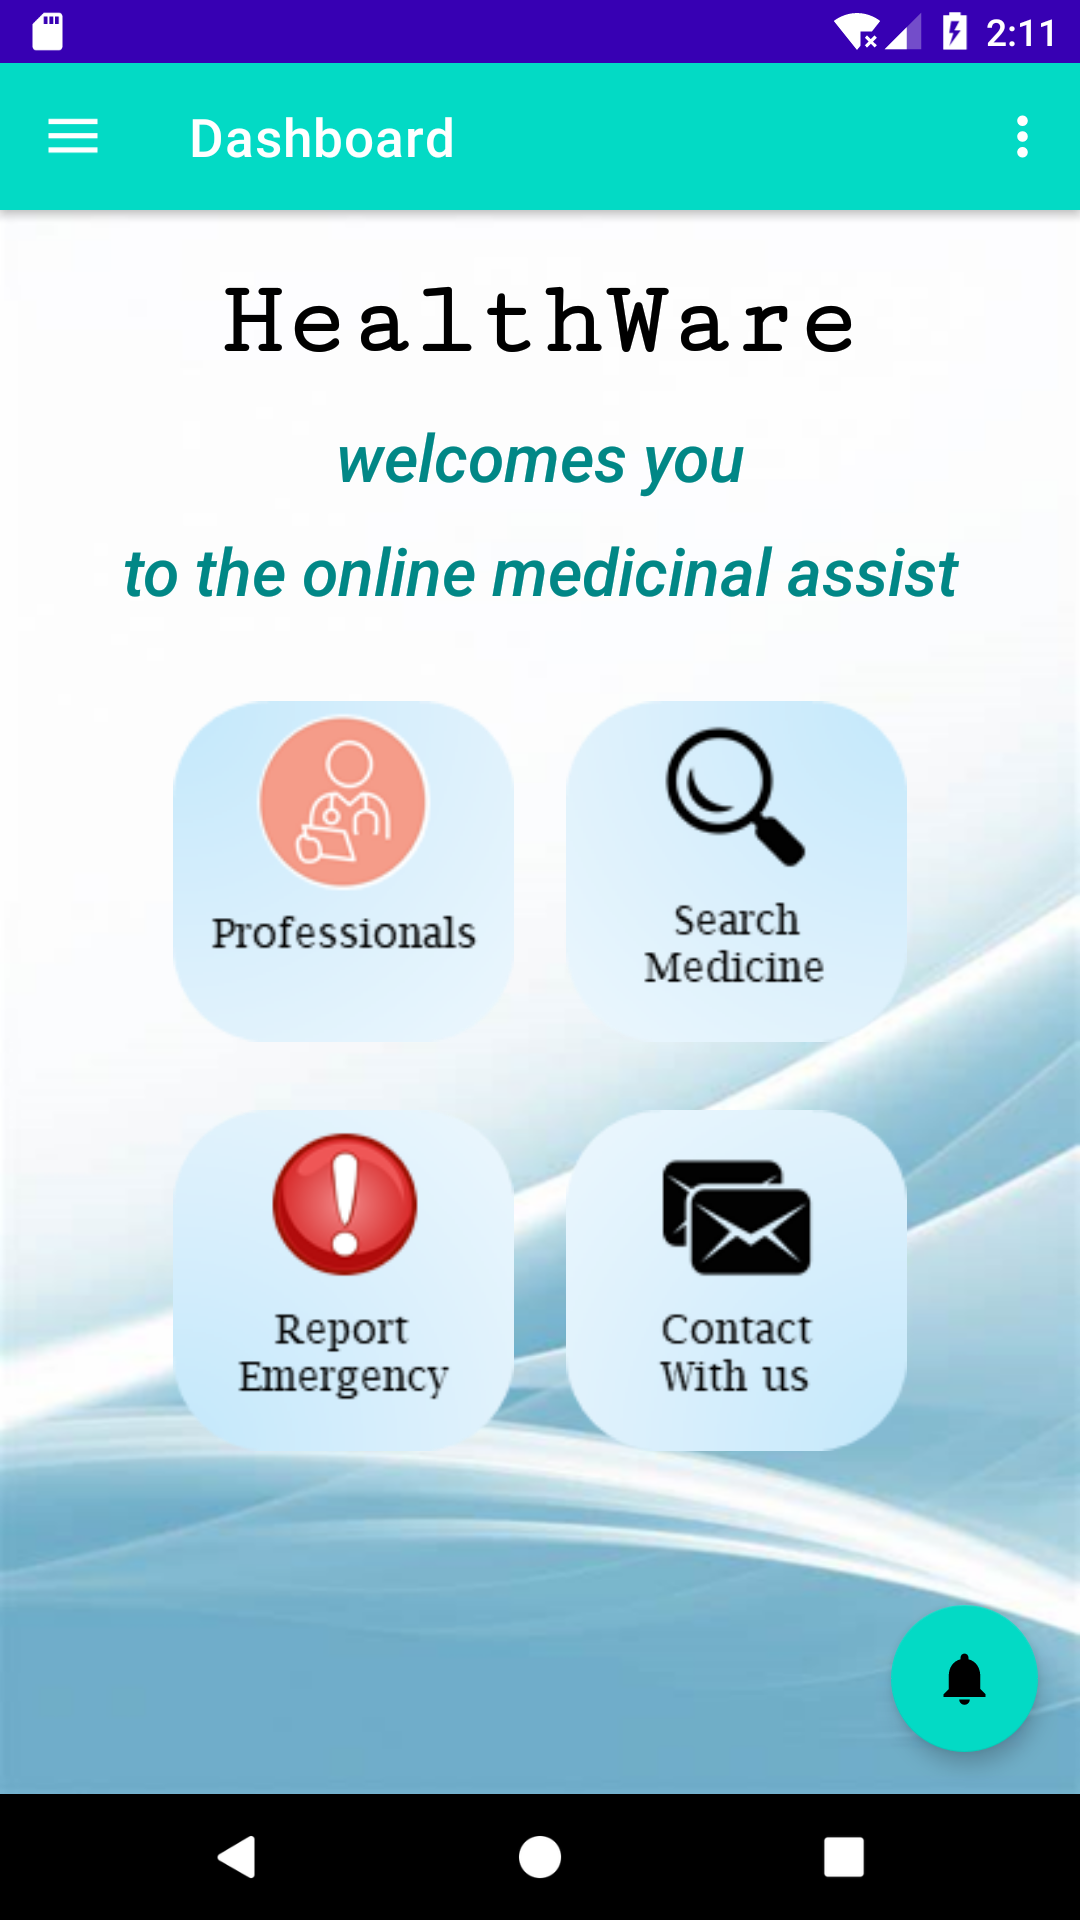 2:11
Dashboard
HealthWare
welcomes you
to the online medicinal assist
Professionals
Search
Medicine
Report
Emergency
Contact
With us